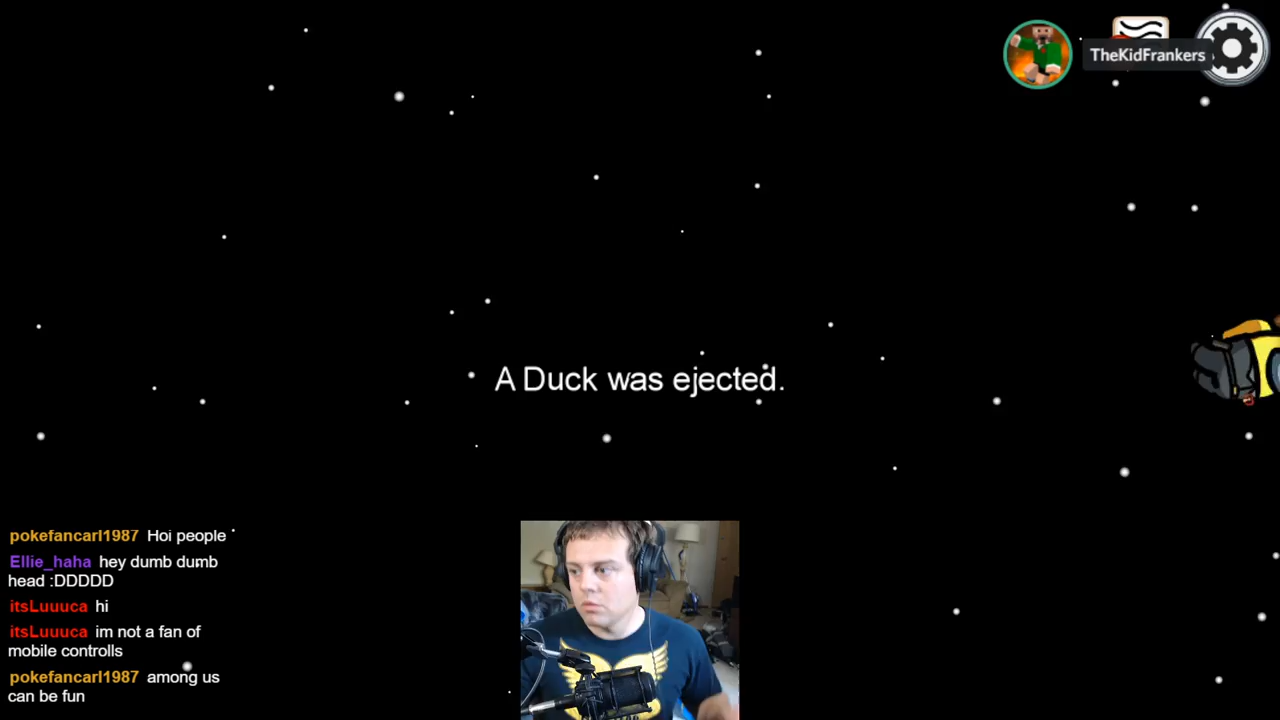 TheKidFrankers
A Duck was ejected.
pokefancarl1987 Hoi people
Ellie_haha hey dumb dumb
head :DDDDD
itsLuuuca hi
itsLuuuca im not a fan of
mobile controlls
pokefancarl1987 among us
can be fun